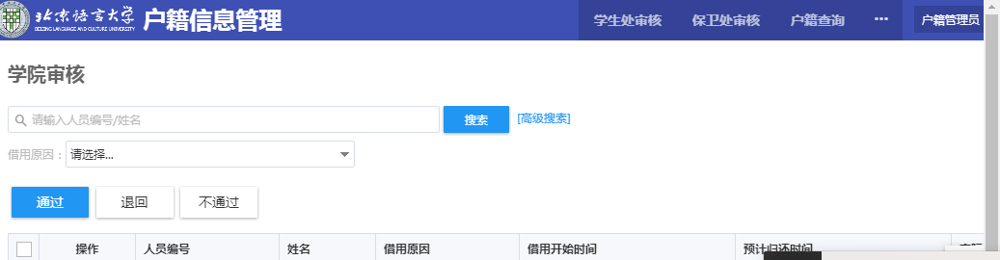 北京语言大学
BEIJING LANGUAGE AND CULTURE UNIVERSITY
户籍信息管理
学生处审核 保卫处审核 户籍查询 ··· 户籍管理员
学院审核
请输入人员编号/姓名 搜索 [高级搜索]
借用原因： 请选择...
通过 退回 不通过
操作 人员编号 姓名 借用原因 借用开始时间 预计归还时间